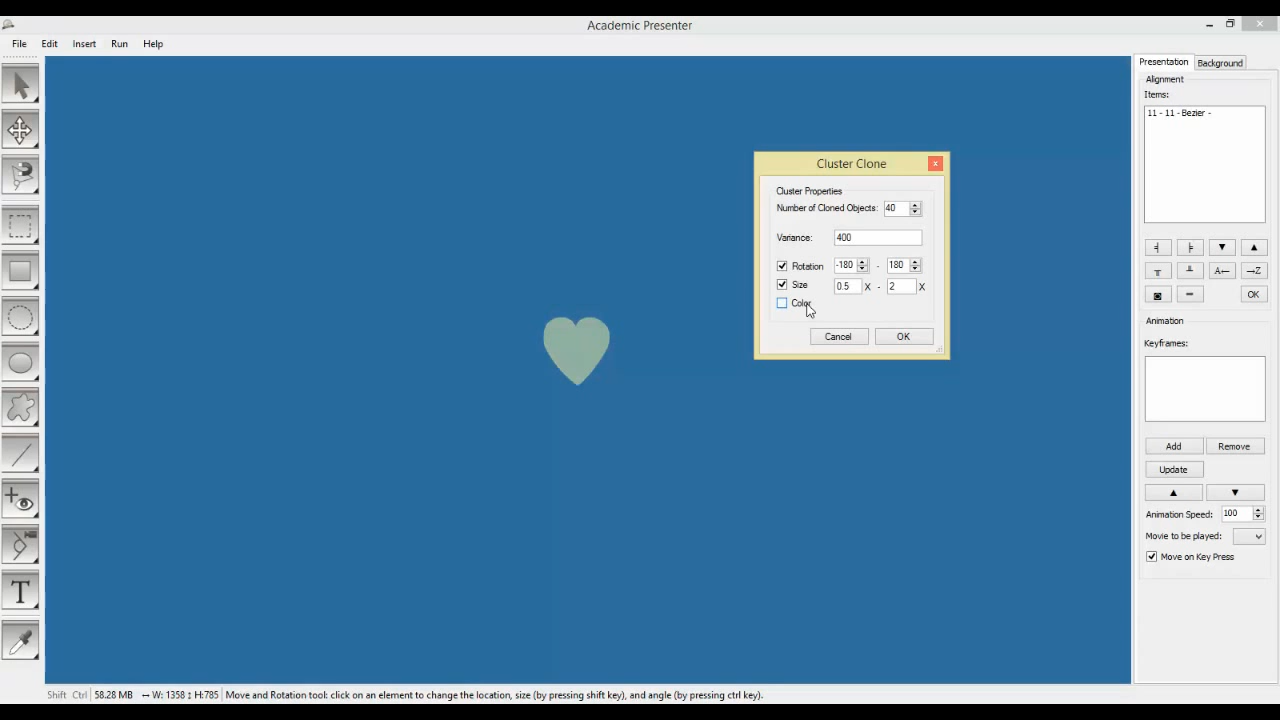 Academic Presenter
File Edit Insert Run Help
Presentation Background
Alignment
Items:
11 - 11 - Bezier -
A← →Z
OK
Animation
Keyframes:
Add Remove
Update
Animation Speed: 100
Movie to be played:
Move on Key Press
Cluster Clone
Cluster Properties
Number of Cloned Objects: 40
Variance: 400
Rotation -180 - 180
Size 0.5 X - 2 X
Color
Cancel OK
T
Shift Ctrl 58.28 MB ↔ W: 1358 ↕ H:785 Move and Rotation tool: click on an element to change the location, size (by pressing shift key), and angle (by pressing ctrl key).